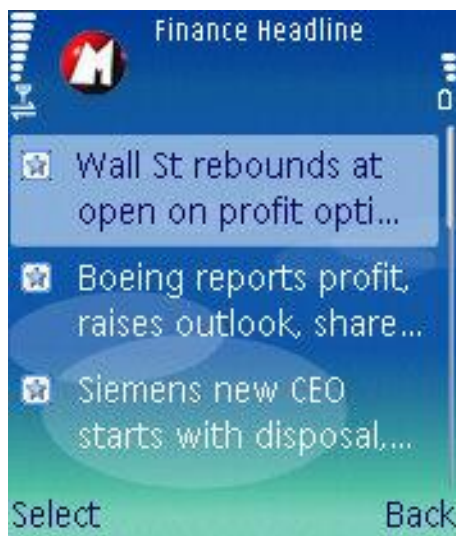 Finance Headline
M
Wall St rebounds at
open on profit opti...
Boeing reports profit,
raises outlook, share...
Siemens new CEO
starts with disposal,...
Select Back